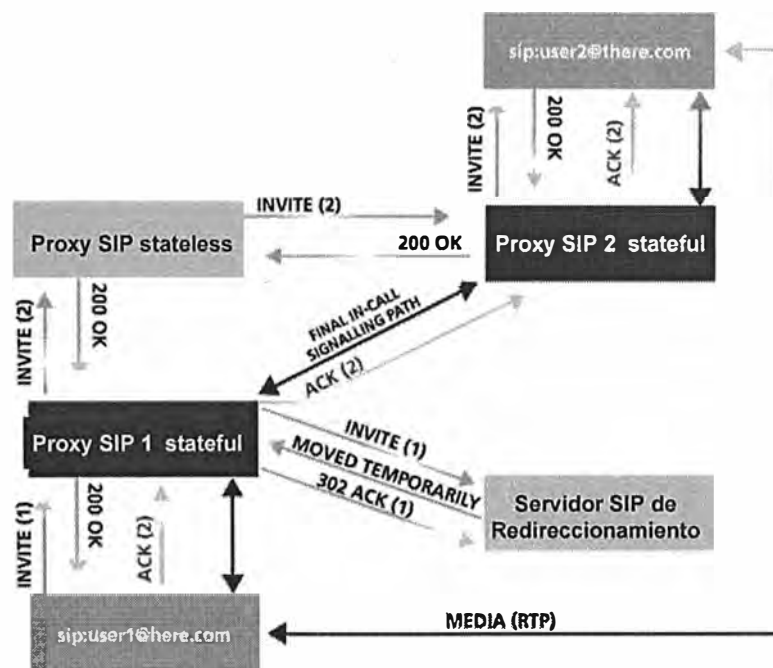 sip:user2@there.com
INVITE (2)
200 OK
ACK (2)
INVITE (2)
Proxy SIP stateless
200 OK
Proxy SIP 2 stateful
INVITE (2)
200 OK
FINAL IN-CALL
SIGNALLING PATH
ACK (2)
Proxy SIP 1 stateful
INVITE (1)
MOVED TEMPORARILY
302 ACK (1)
Servidor SIP de
Redireccionamiento
INVITE (1)
200 OK
ACK (2)
sip:user1@here.com
MEDIA (RTP)